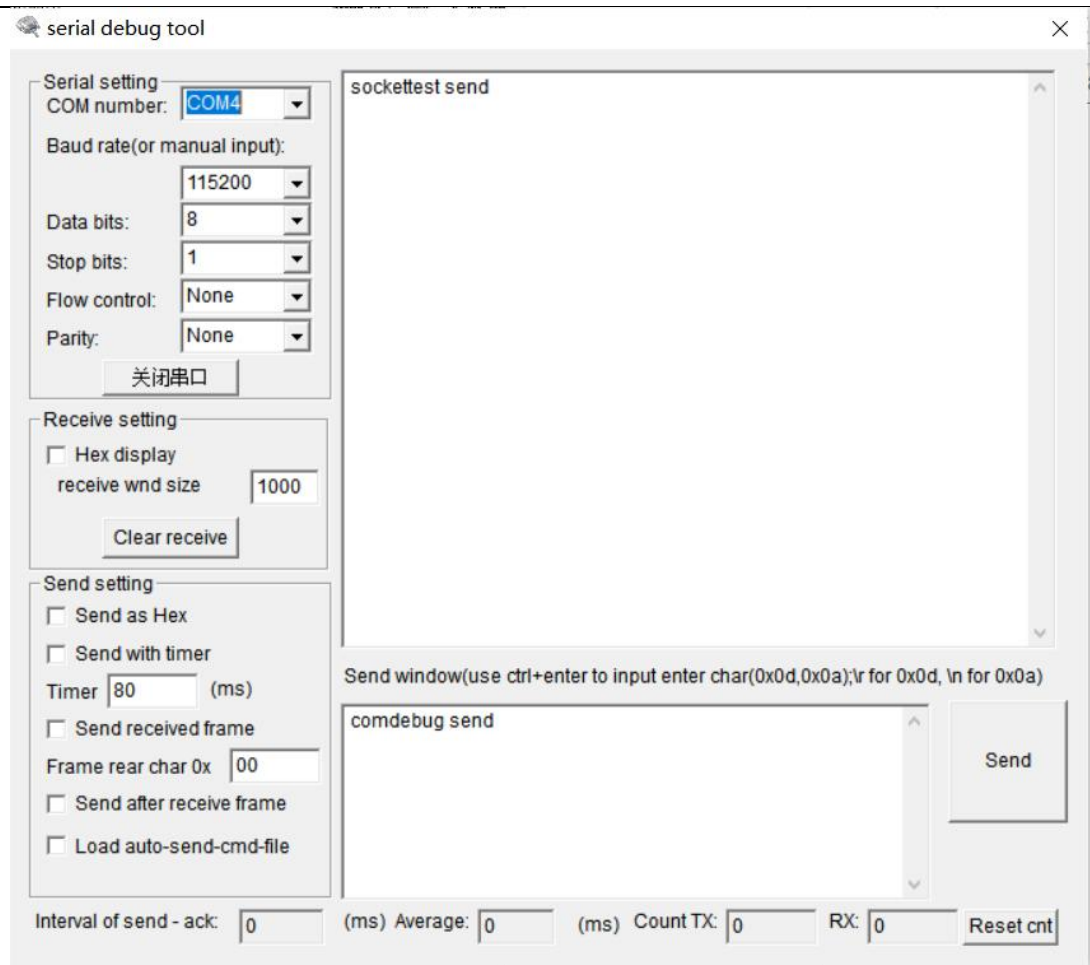 serial debug tool
Serial setting
COM number: COM4
Baud rate(or manual input):
115200
Data bits: 8
Stop bits: 1
Flow control: None
Parity: None
关闭串口
Receive setting
Hex display
receive wnd size 1000
Clear receive
Send setting
Send as Hex
Send with timer
Timer 80 (ms)
Send received frame
Frame rear char 0x 00
Send after receive frame
Load auto-send-cmd-file
sockettest send
Send window(use ctrl+enter to input enter char(0x0d,0x0a);\r for 0x0d, \n for 0x0a)
comdebug send
Send
Interval of send - ack: 0 (ms) Average: 0 (ms) Count TX: 0 RX: 0 Reset cnt